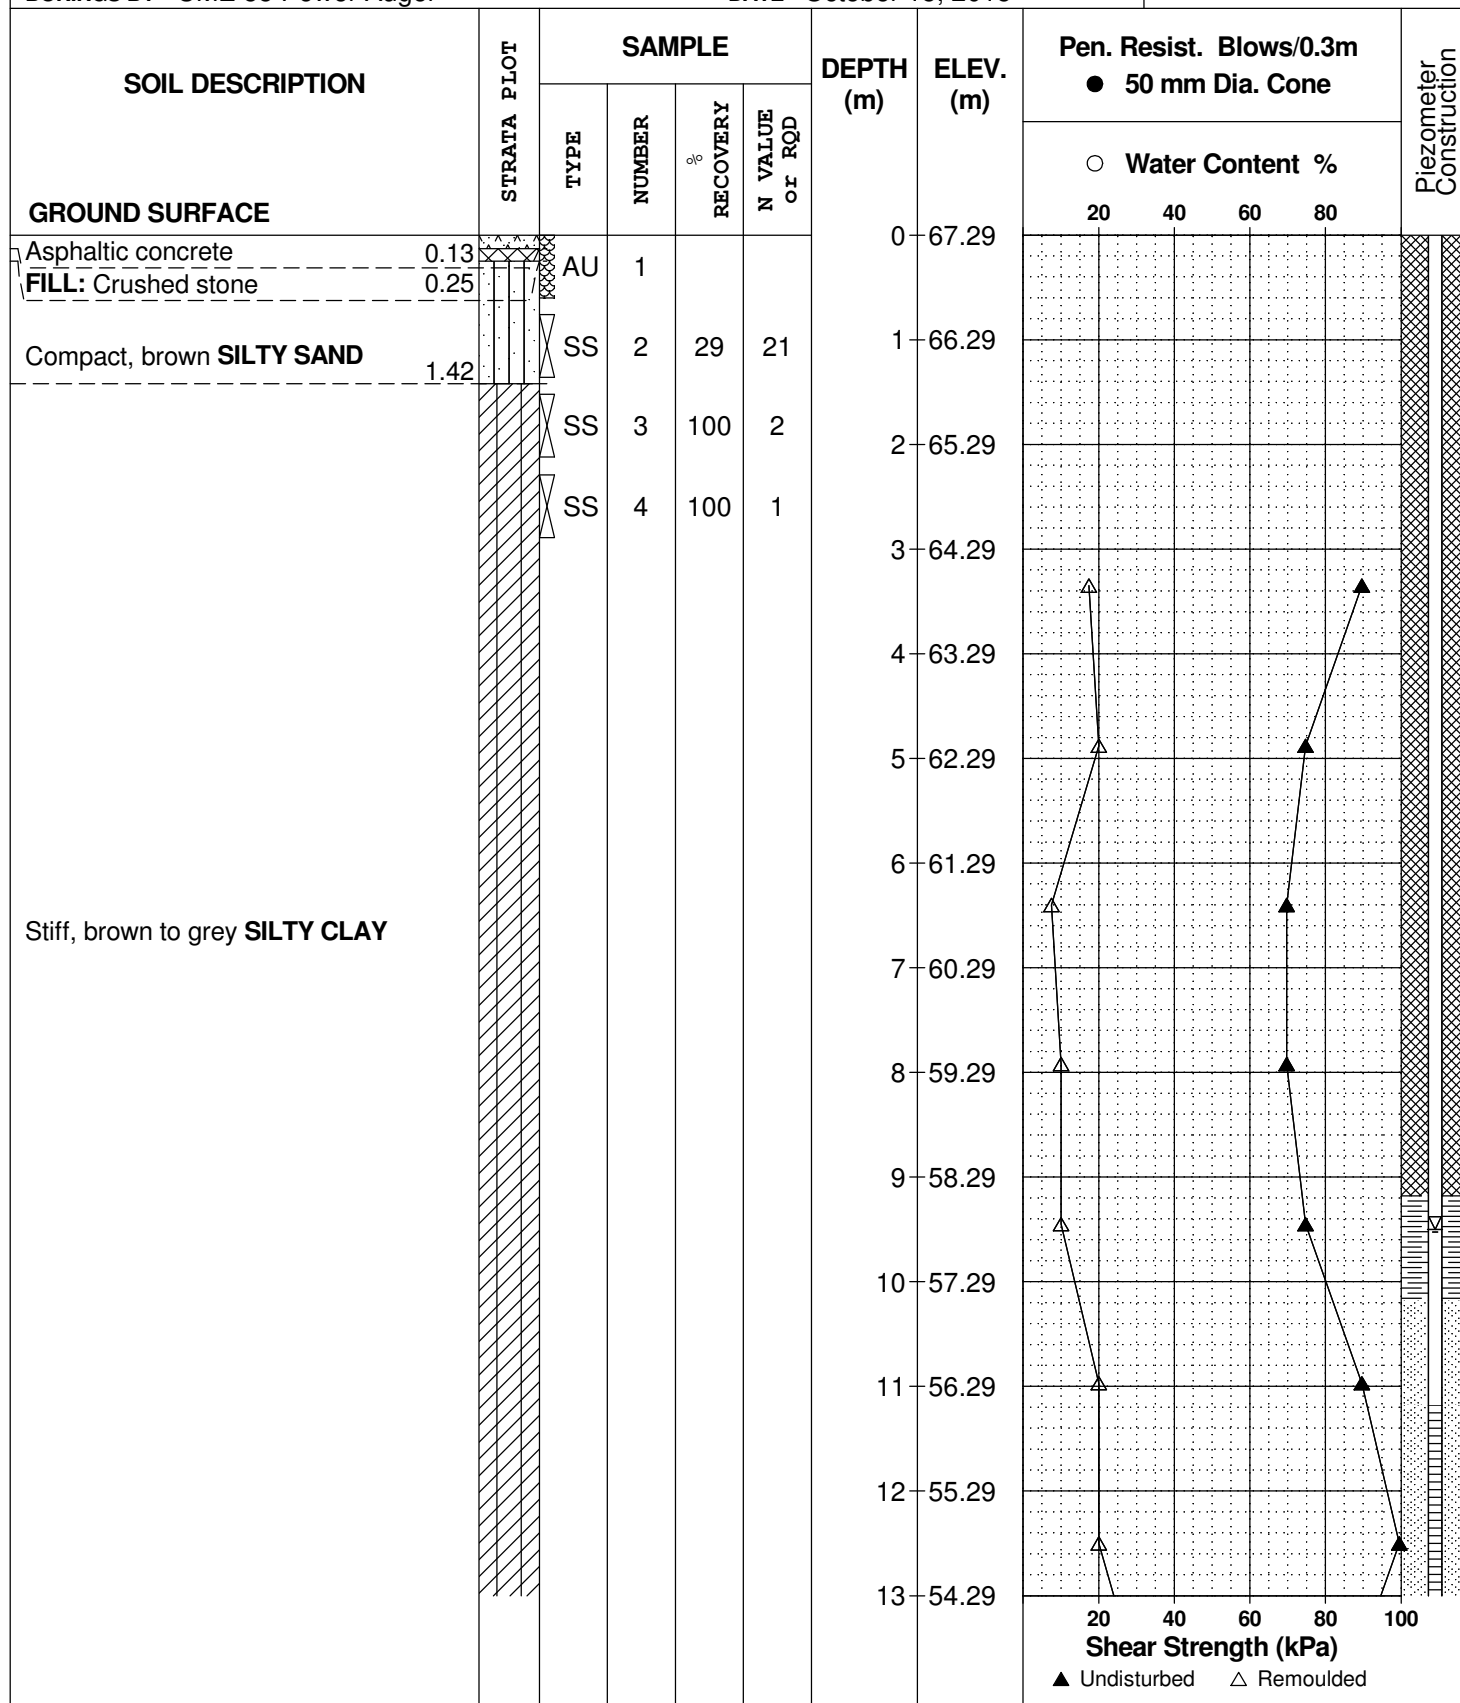 SOIL DESCRIPTION
GROUND SURFACE
STRATA PLOT
SAMPLE
TYPE
NUMBER
% RECOVERY
N VALUE or RQD
DEPTH (m)
ELEV. (m)
Pen. Resist. Blows/0.3m
● 50 mm Dia. Cone
○ Water Content %
20 40 60 80
Piezometer Construction
Asphaltic concrete 0.13
FILL: Crushed stone 0.25
Compact, brown SILTY SAND 1.42
Stiff, brown to grey SILTY CLAY
AU 1
SS 2 29 21
SS 3 100 2
SS 4 100 1
0 67.29
1 66.29
2 65.29
3 64.29
4 63.29
5 62.29
6 61.29
7 60.29
8 59.29
9 58.29
10 57.29
11 56.29
12 55.29
13 54.29
20 40 60 80 100
Shear Strength (kPa)
▲ Undisturbed △ Remoulded